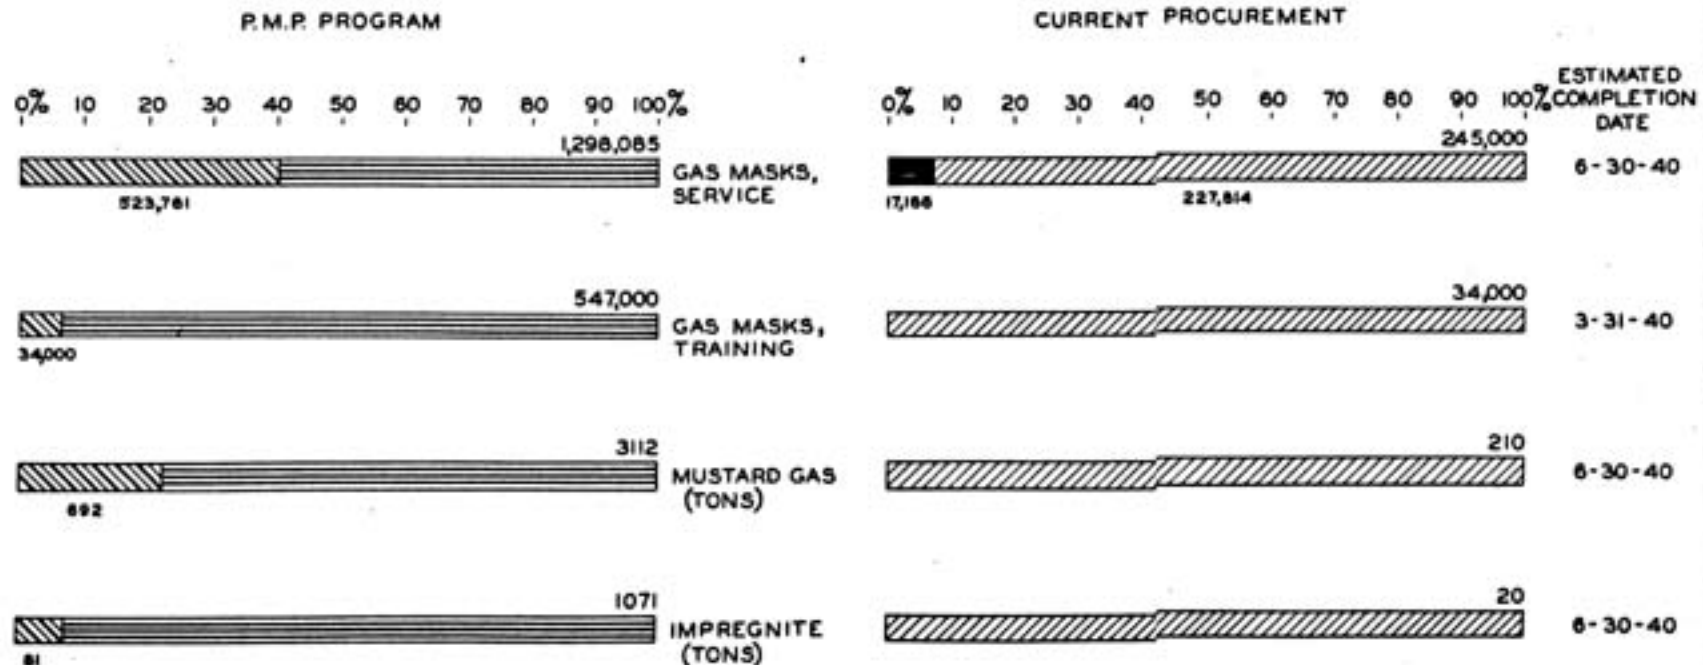 P.M.P. PROGRAM
CURRENT PROCUREMENT
0% 10 20 30 40 50 60 70 80 90 100%
0% 10 20 30 40 50 60 70 80 90 100%
ESTIMATED
COMPLETION
DATE
1,298,085
GAS MASKS,
SERVICE
523,761
245,000
6-30-40
227,814
547,000
GAS MASKS,
TRAINING
34,000
34,000
3-31-40
3112
MUSTARD GAS
(TONS)
692
210
6-30-40
1071
IMPREGNITE
(TONS)
81
20
6-30-40